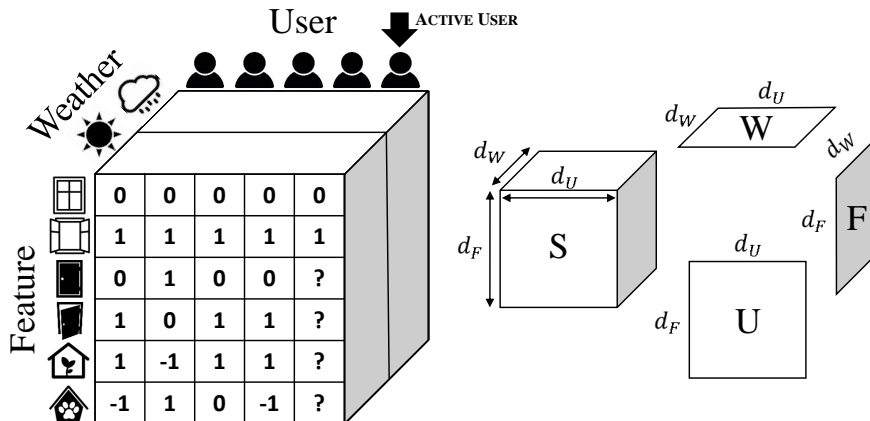 User
ACTIVE USER
Weather
Feature
0 0 0 0 0
1 1 1 1 1
0 1 0 0 ?
1 0 1 1 ?
1 -1 1 1 ?
-1 1 0 -1 ?
d_W
d_U
d_F
S
d_U
d_W
W
d_W
d_F
F
d_U
d_F
U